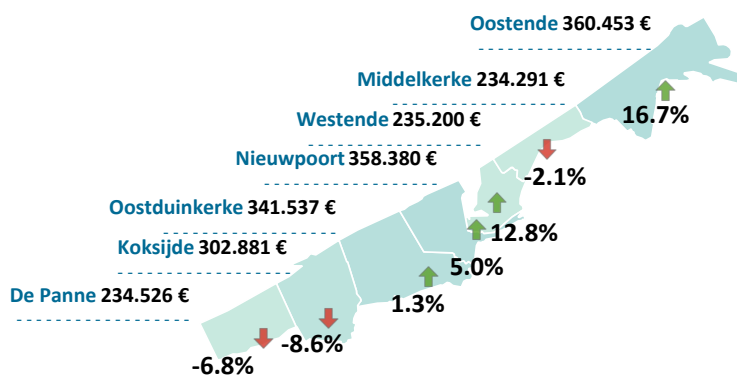 Oostende 360.453 €
Middelkerke 234.291 €
16.7%
Westende 235.200 €
Nieuwpoort 358.380 €
-2.1%
Oostduinkerke 341.537 €
12.8%
Koksijde 302.881 €
5.0%
De Panne 234.526 €
1.3%
-8.6%
-6.8%